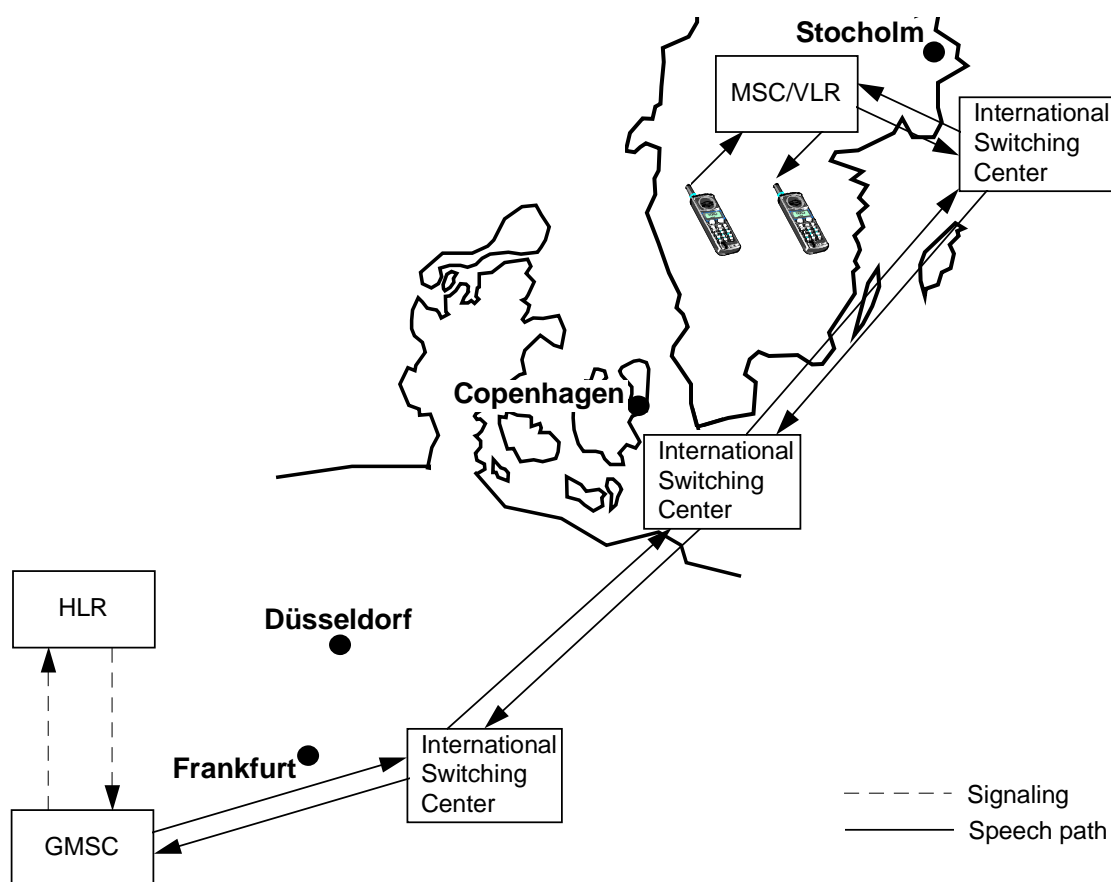 Stocholm
MSC/VLR
International
Switching
Center
Copenhagen
International
Switching
Center
HLR
Düsseldorf
International
Switching
Center
Frankfurt
GMSC
Signaling
Speech path